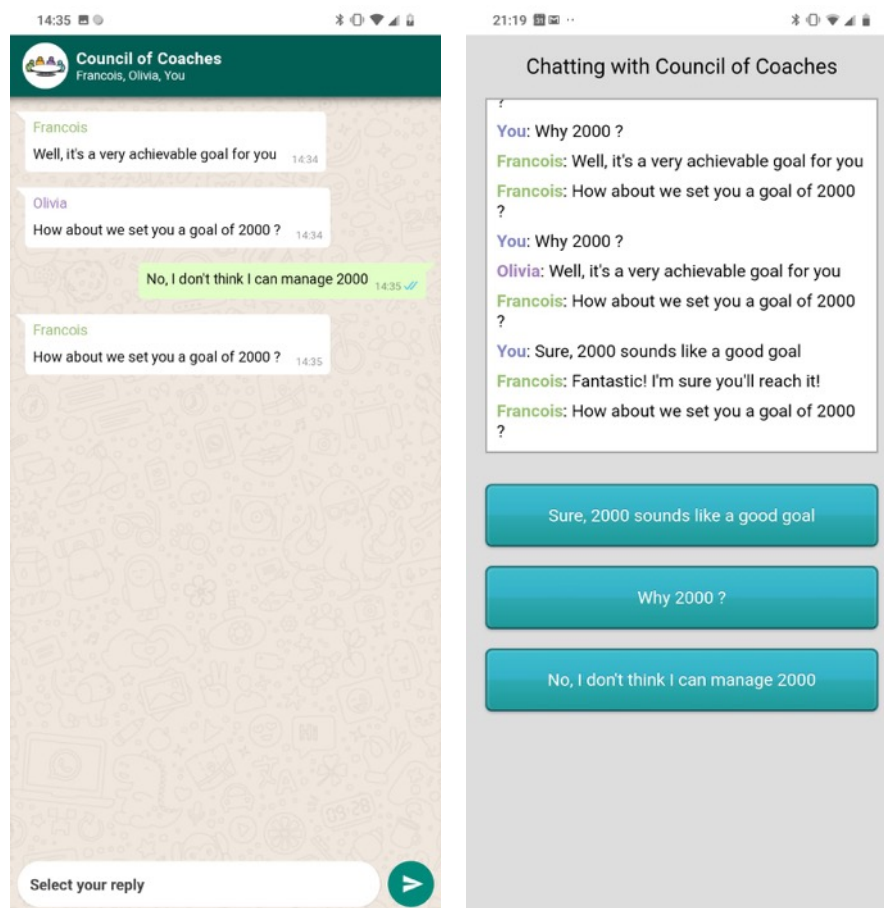 14:35
Council of Coaches
Francois, Olivia, You
Francois
Well, it's a very achievable goal for you 14:34
Olivia
How about we set you a goal of 2000 ? 14:34
No, I don't think I can manage 2000 14:35
Francois
How about we set you a goal of 2000 ? 14:35
Select your reply
21:19
Chatting with Council of Coaches
?
You: Why 2000 ?
Francois: Well, it's a very achievable goal for you
Francois: How about we set you a goal of 2000
?
You: Why 2000 ?
Olivia: Well, it's a very achievable goal for you
Francois: How about we set you a goal of 2000
?
You: Sure, 2000 sounds like a good goal
Francois: Fantastic! I'm sure you'll reach it!
Francois: How about we set you a goal of 2000
?
Sure, 2000 sounds like a good goal
Why 2000 ?
No, I don't think I can manage 2000